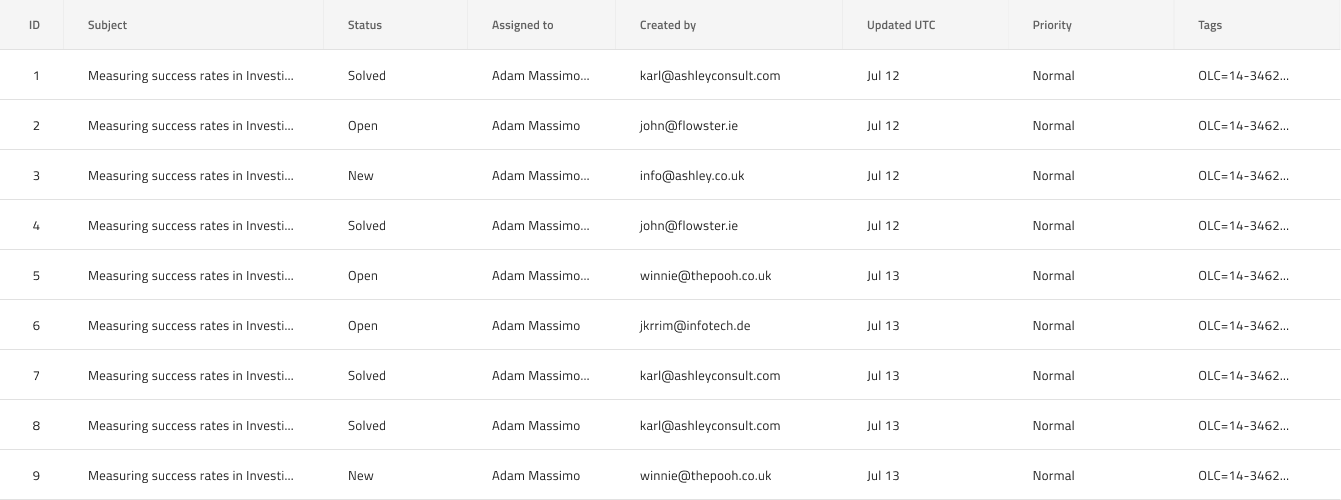 ID Subject Status Assigned to Created by Updated UTC Priority Tags
1 Measuring success rates in Investi... Solved Adam Massimo... karl@ashleyconsult.com Jul 12 Normal OLC=14-3462...
2 Measuring success rates in Investi... Open Adam Massimo john@flowster.ie Jul 12 Normal OLC=14-3462...
3 Measuring success rates in Investi... New Adam Massimo... info@ashley.co.uk Jul 12 Normal OLC=14-3462...
4 Measuring success rates in Investi... Solved Adam Massimo... john@flowster.ie Jul 12 Normal OLC=14-3462...
5 Measuring success rates in Investi... Open Adam Massimo... winnie@thepooh.co.uk Jul 13 Normal OLC=14-3462...
6 Measuring success rates in Investi... Open Adam Massimo jkrrim@infotech.de Jul 13 Normal OLC=14-3462...
7 Measuring success rates in Investi... Solved Adam Massimo... karl@ashleyconsult.com Jul 13 Normal OLC=14-3462...
8 Measuring success rates in Investi... Solved Adam Massimo karl@ashleyconsult.com Jul 13 Normal OLC=14-3462...
9 Measuring success rates in Investi... New Adam Massimo winnie@thepooh.co.uk Jul 13 Normal OLC=14-3462...